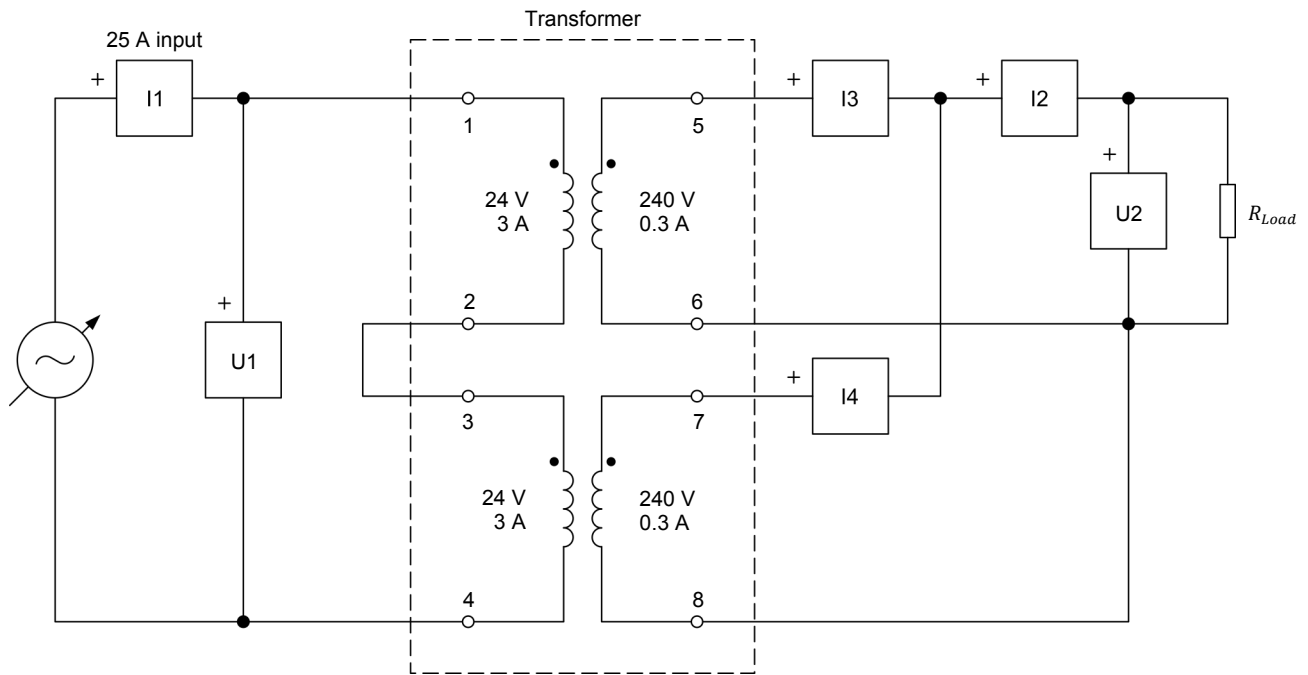 Transformer
25 A input
+
I1
+
I3
+
I2
1
5
+
U2
R_Load
24 V
3 A
240 V
0.3 A
2
6
+
U1
+
I4
3
7
24 V
3 A
240 V
0.3 A
4
8